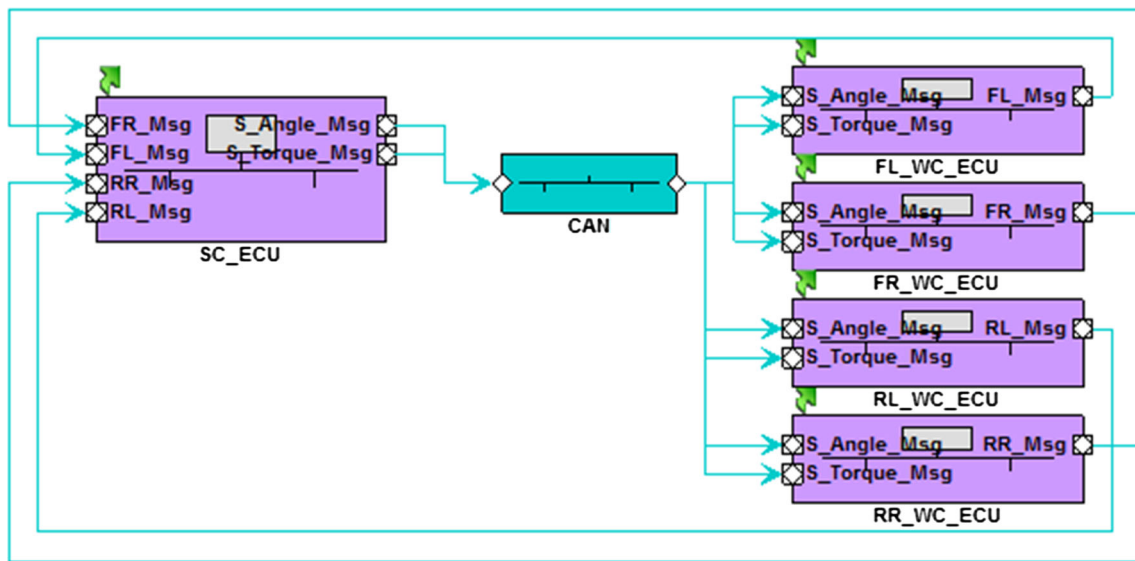 FR_Msg
S_Angle_Msg
FL_Msg
S_Torque_Msg
RR_Msg
RL_Msg
SC_ECU
CAN
S_Angle_Msg
FL_Msg
S_Torque_Msg
FL_WC_ECU
S_Angle_Msg
FR_Msg
S_Torque_Msg
FR_WC_ECU
S_Angle_Msg
RL_Msg
S_Torque_Msg
RL_WC_ECU
S_Angle_Msg
RR_Msg
S_Torque_Msg
RR_WC_ECU